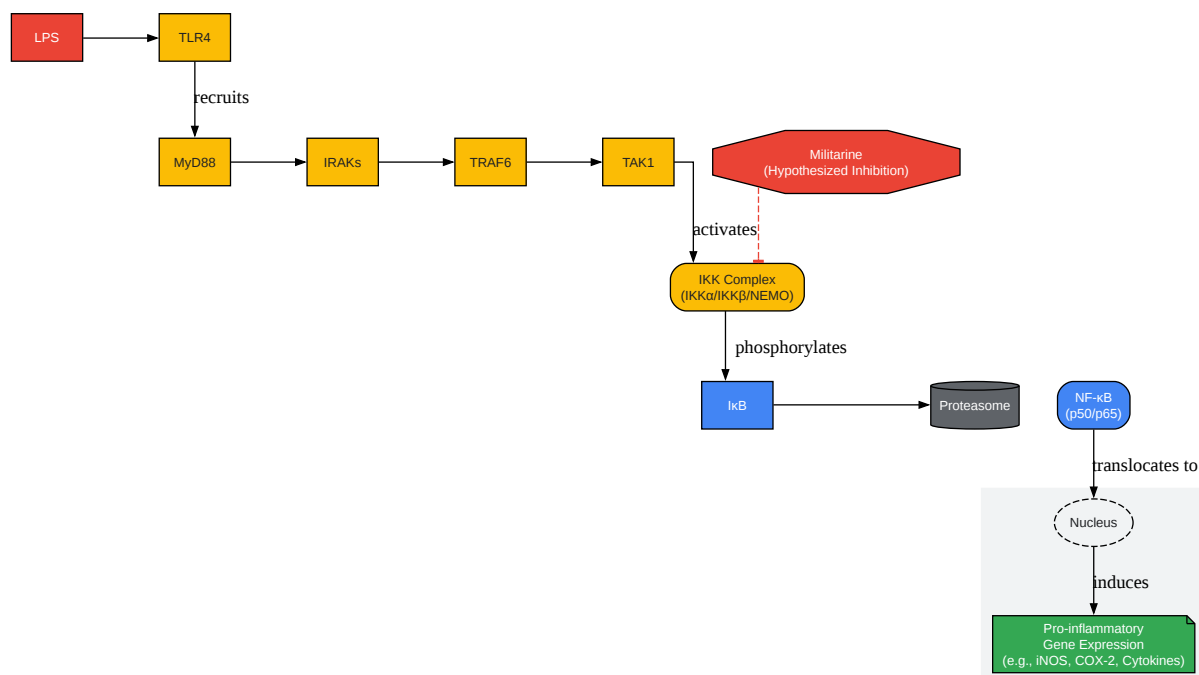 LPS
TLR4
recruits
MyD88
IRAKs
TRAF6
TAK1
Militarine
(Hypothesized Inhibition)
activates
IKK Complex
(IKKα/IKKβ/NEMO)
phosphorylates
IκB
Proteasome
NF-κB
(p50/p65)
translocates to
Nucleus
induces
Pro-inflammatory
Gene Expression
(e.g., iNOS, COX-2, Cytokines)